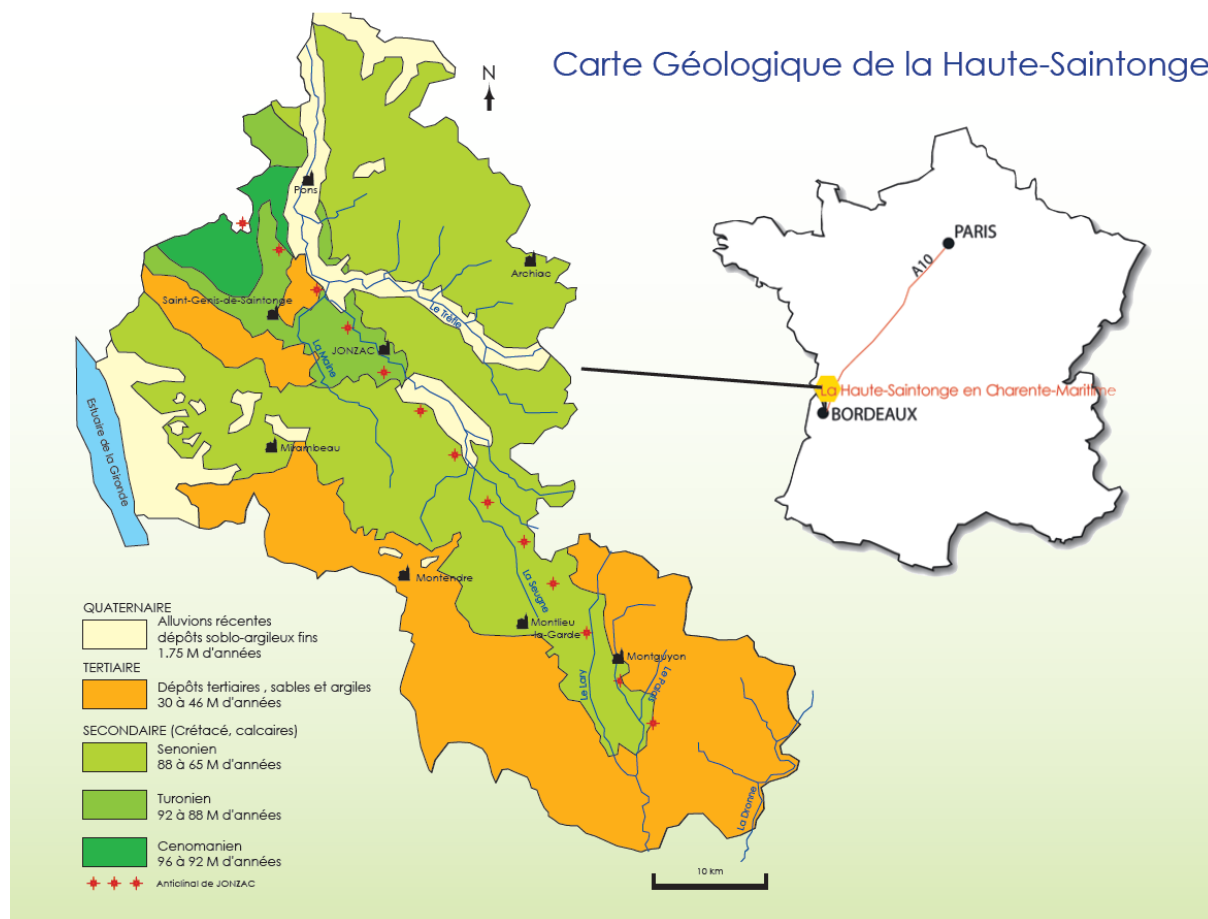 Carte Géologique de la Haute-Saintonge
N
Pons
Archiac
Saint-Genis-de-Saintonge
Le Trèfle
JONZAC
La Maine
Estuaire de la Gironde
Mirambeau
Montendre
La Seugne
Montlieu
-la-Garde
Montguyon
Le Lary
Le Palais
La Dronne
PARIS
A10
La Haute-Saintonge en Charente-Maritime
BORDEAUX
QUATERNAIRE
Alluvions récentes
dépôts soblo-argileux fins
1.75 M d'années
TERTIAIRE
Dépôts tertiaires , sables et argiles
30 à 46 M d'années
SECONDAIRE (Crétacé, calcaires)
Senonien
88 à 65 M d'années
Turonien
92 à 88 M d'années
Cenomanien
96 à 92 M d'années
Anticlinal de JONZAC
10 km